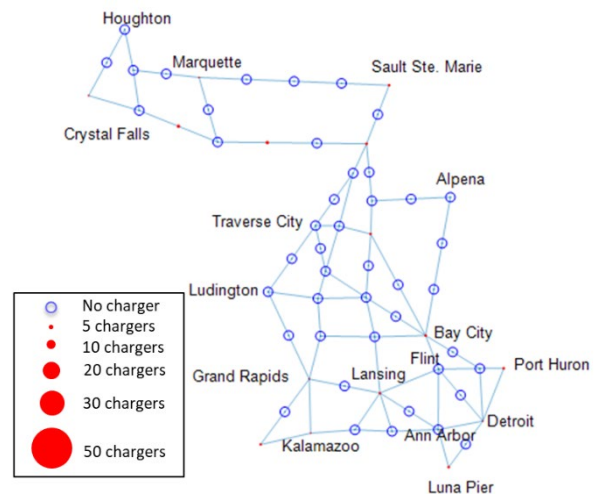 Houghton
Marquette
Sault Ste. Marie
Crystal Falls
Alpena
Traverse City
Ludington
Bay City
Flint
Port Huron
Grand Rapids
Lansing
Detroit
Kalamazoo
Ann Arbor
Luna Pier
No charger
5 chargers
10 chargers
20 chargers
30 chargers
50 chargers